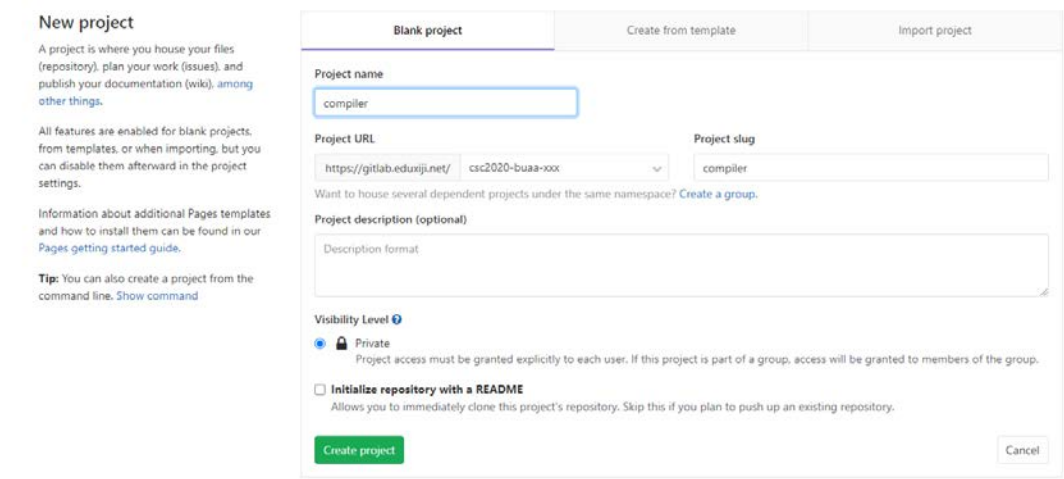 New project
A project is where you house your files
(repository), plan your work (issues), and
publish your documentation (wiki), among
other things.
All features are enabled for blank projects,
from templates, or when importing, but you
can disable them afterward in the project
settings.
Information about additional Pages templates
and how to install them can be found in our
Pages getting started guide.
Tip: You can also create a project from the
command line. Show command
Blank project
Create from template
Import project
Project name
compiler
Project URL
Project slug
https://gitlab.eduxiji.net/
csc2020-buaa-xxx
compiler
Want to house several dependent projects under the same namespace? Create a group.
Project description (optional)
Description format
Visibility Level
Private
Project access must be granted explicitly to each user. If this project is part of a group, access will be granted to members of the group.
Initialize repository with a README
Allows you to immediately clone this project's repository. Skip this if you plan to push up an existing repository.
Create project
Cancel